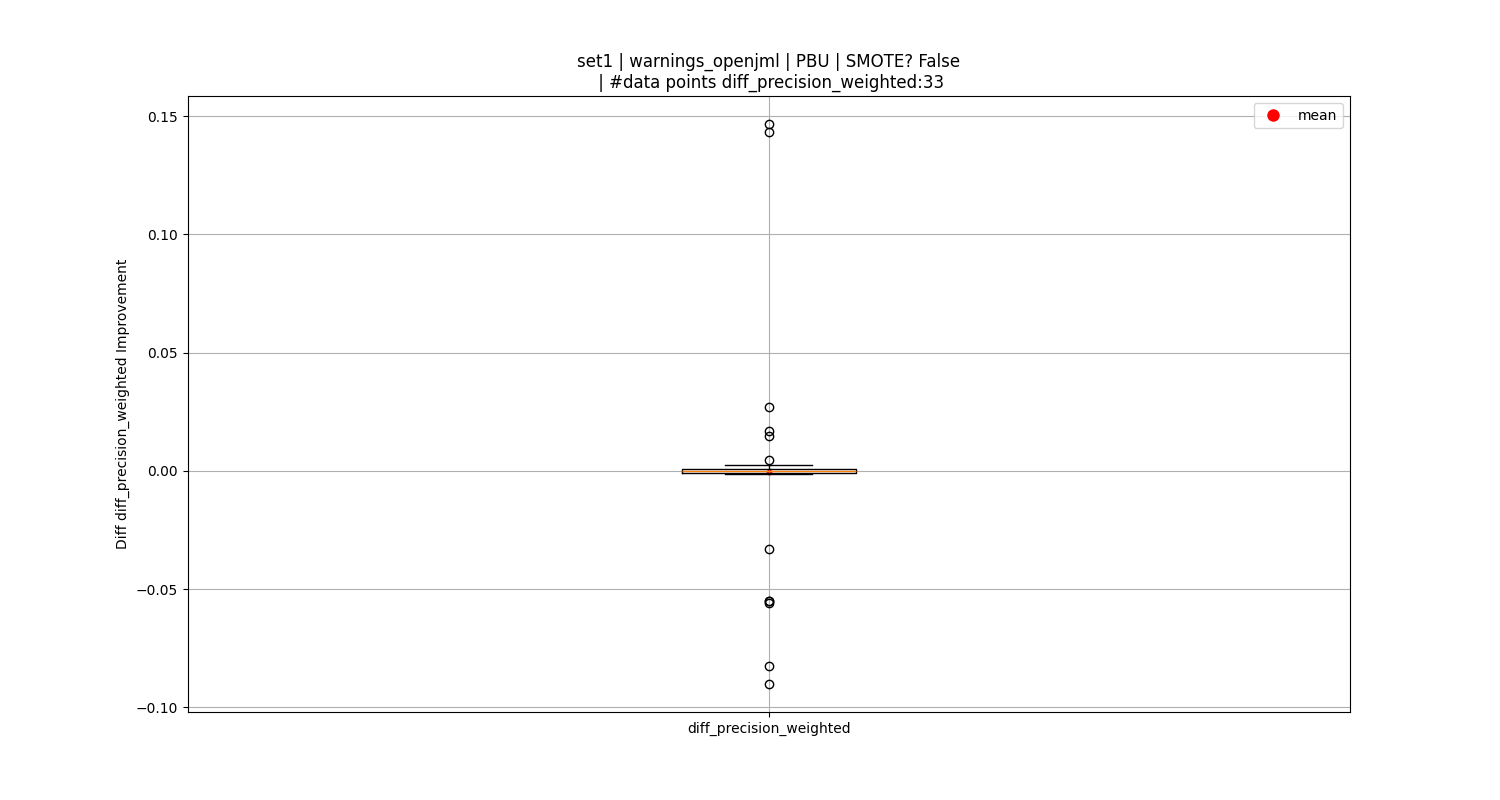 set1 | warnings_openjml | PBU | SMOTE? False
| #data points diff_precision_weighted:33
mean
Diff diff_precision_weighted Improvement
0.15
0.10
0.05
0.00
−0.05
−0.10
diff_precision_weighted